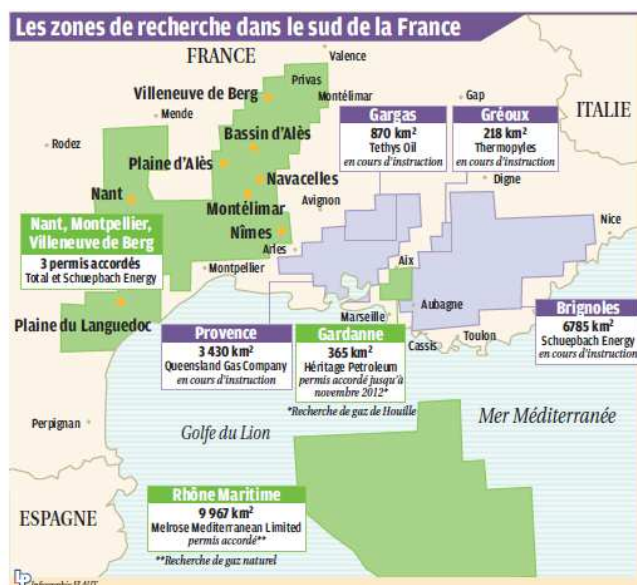 Les zones de recherche dans le sud de la France
FRANCE
Valence
Privas
Villeneuve de Berg
Montélimar
Gap
ITALIE
Mende
Rodez
Bassin d'Alès
Gargas
870 km²
Tethys Oil
en cours d'instruction
Gréoux
218 km²
Thermopyles
en cours d'instruction
Plaine d'Alès
Navacelles
Digne
Nant
Montélimar
Avignon
Nîmes
Nice
Nant, Montpellier,
Villeneuve de Berg
3 permis accordés
Total et Schuepbach Energy
Arles
Montpellier
Aix
Plaine du Languedoc
Marseille
Aubagne
Cassis
Toulon
Provence
3 430 km²
Queensland Gas Company
en cours d'instruction
Gardanne
365 km²
Héritage Petroleum
permis accordé jusqu'à
novembre 2012*
*Recherche de gaz de Houille
Brignoles
6785 km²
Schuepbach Energy
en cours d'instruction
Perpignan
Golfe du Lion
Mer Méditerranée
ESPAGNE
Rhône Maritime
9 967 km²
Melrose Mediterranean Limited
permis accordé**
**Recherche de gaz naturel
LP Infographie